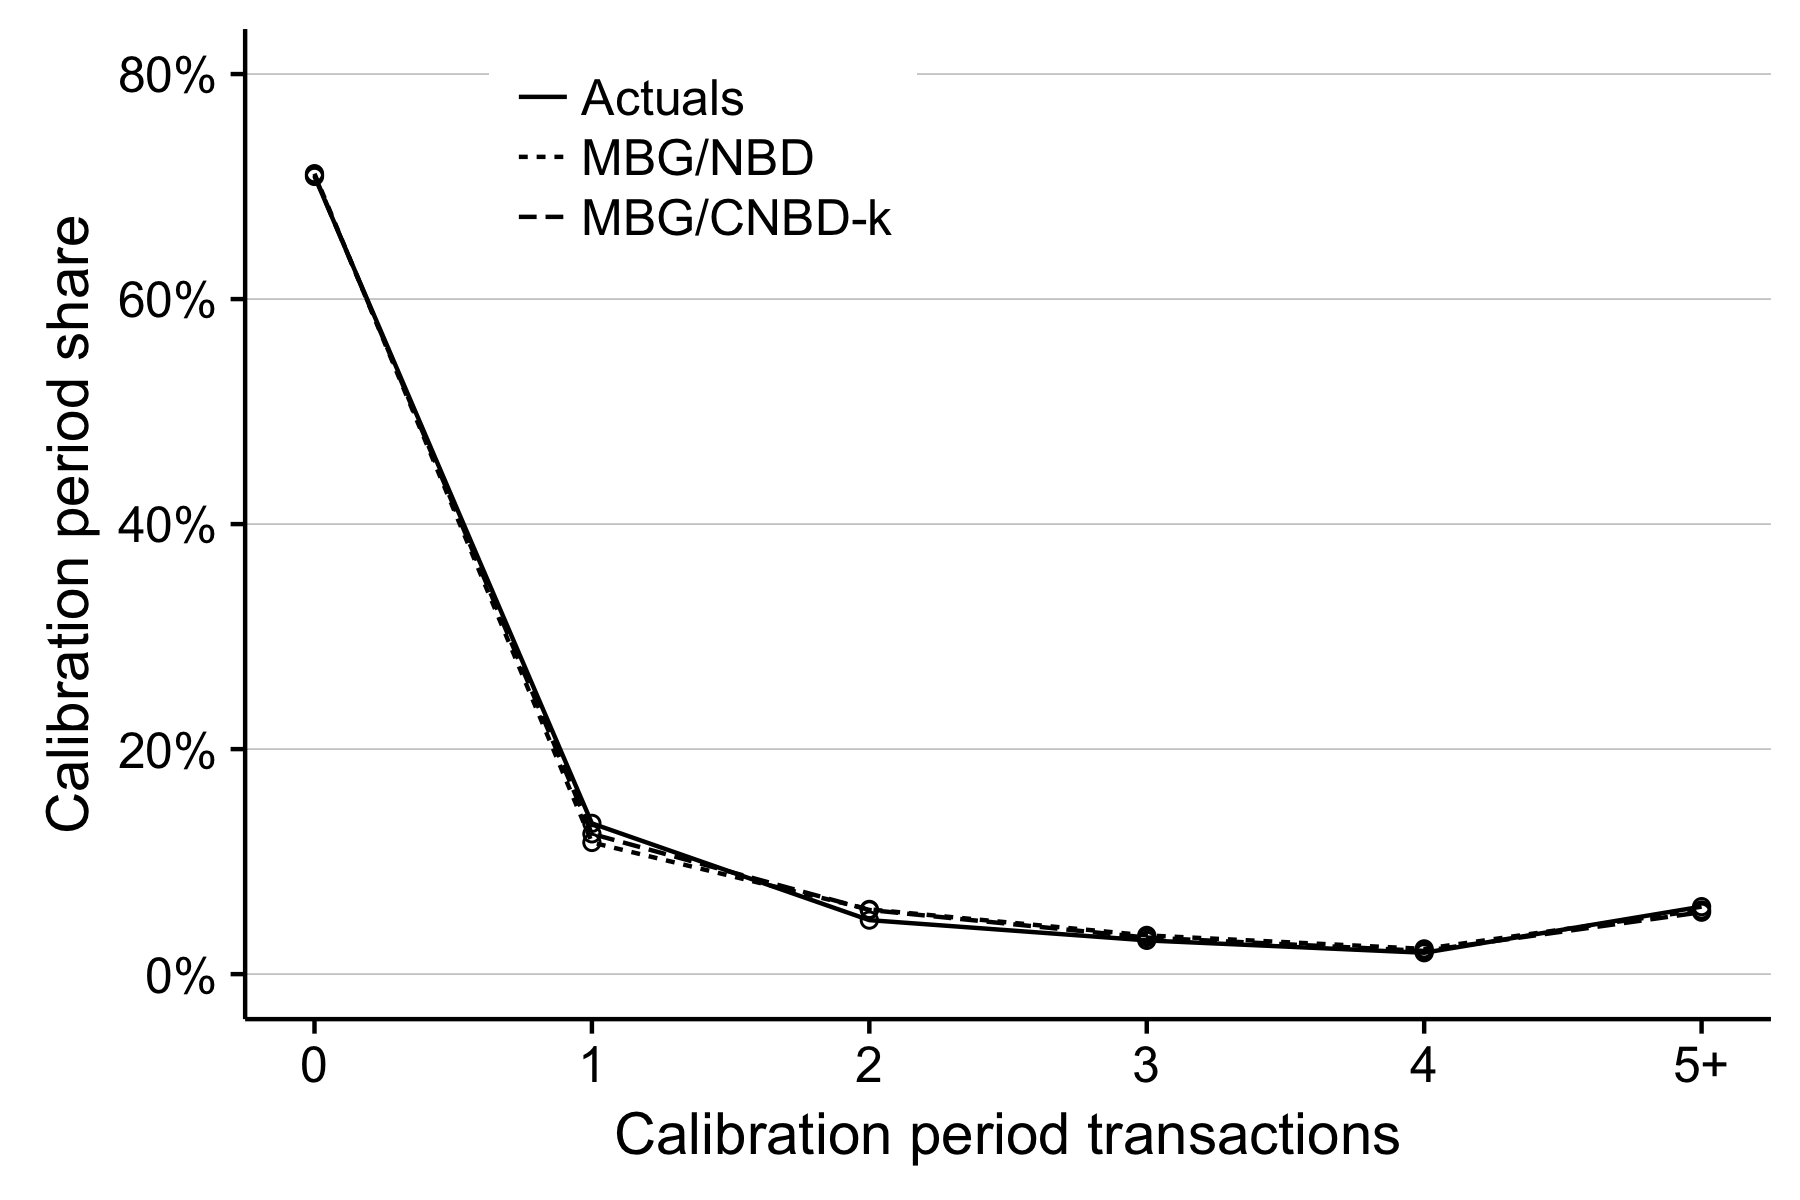 Calibration period share
80%
60%
40%
20%
0%
Actuals
MBG/NBD
MBG/CNBD-k
0 1 2 3 4 5+
Calibration period transactions